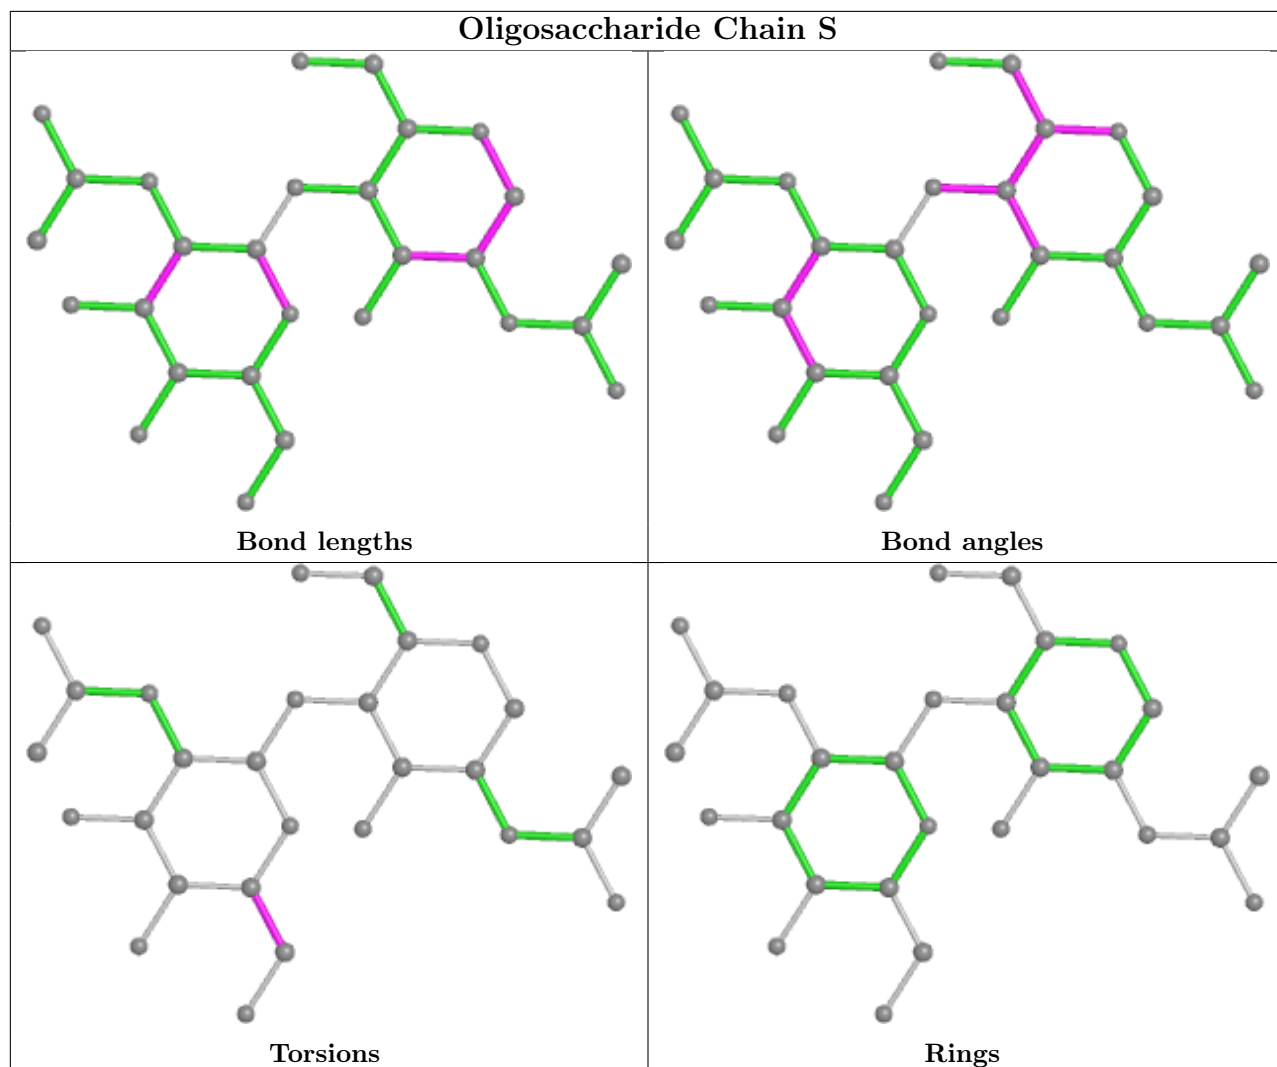 Oligosaccharide Chain S
Bond lengths
Bond angles
Torsions
Rings